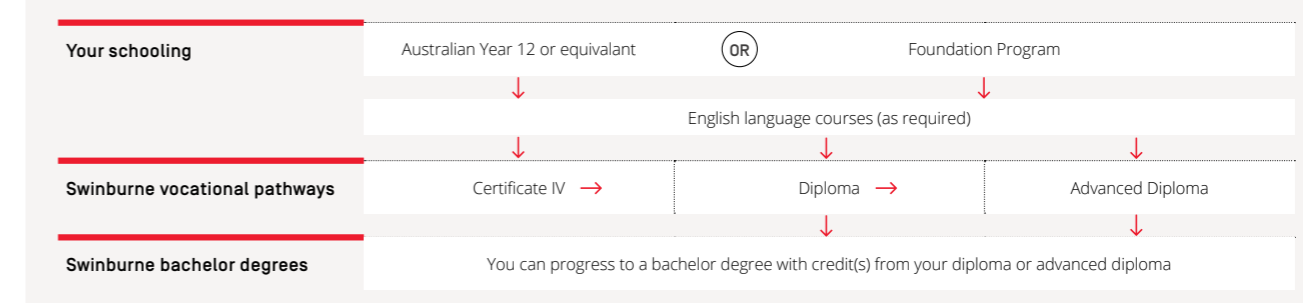 Your schooling
Australian Year 12 or equivalant
OR
Foundation Program
English language courses (as required)
Swinburne vocational pathways
Certificate IV →
Diploma →
Advanced Diploma
Swinburne bachelor degrees
You can progress to a bachelor degree with credit(s) from your diploma or advanced diploma